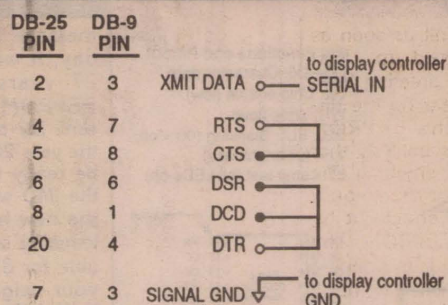 DB-25 DB-9
PIN PIN
to display controller
2 3 XMIT DATA SERIAL IN
4 7 RTS
5 8 CTS
6 6 DSR
8 1 DCD
20 4 DTR
7 3 SIGNAL GND to display controller
GND